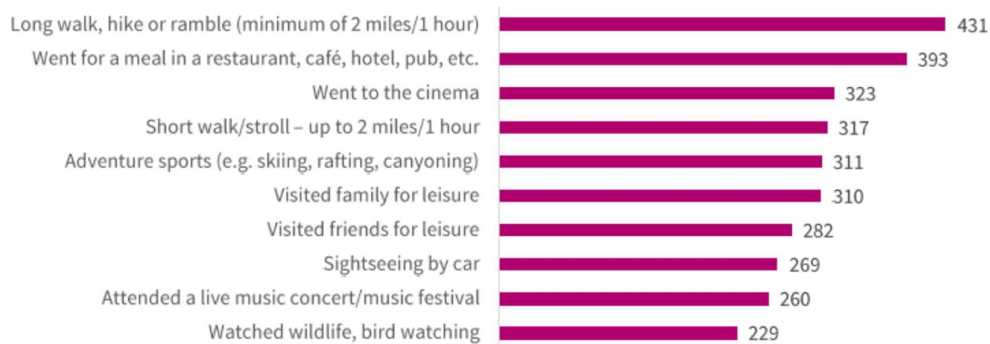 Long walk, hike or ramble (minimum of 2 miles/1 hour) 431
Went for a meal in a restaurant, café, hotel, pub, etc. 393
Went to the cinema 323
Short walk/stroll – up to 2 miles/1 hour 317
Adventure sports (e.g. skiing, rafting, canyoning) 311
Visited family for leisure 310
Visited friends for leisure 282
Sightseeing by car 269
Attended a live music concert/music festival 260
Watched wildlife, bird watching 229